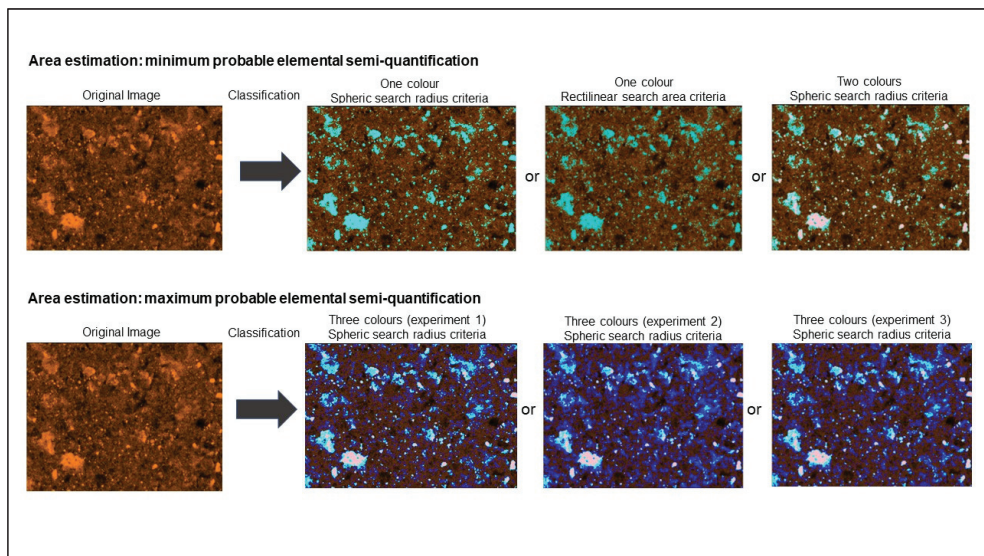 Area estimation: minimum probable elemental semi-quantification
Original Image
Classification
One colour
Spheric search radius criteria
or
One colour
Rectilinear search area criteria
or
Two colours
Spheric search radius criteria
Area estimation: maximum probable elemental semi-quantification
Original Image
Classification
Three colours (experiment 1)
Spheric search radius criteria
or
Three colours (experiment 2)
Spheric search radius criteria
or
Three colours (experiment 3)
Spheric search radius criteria